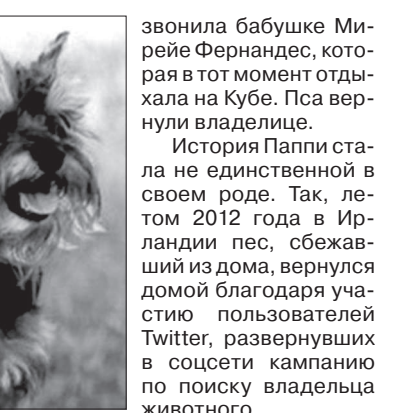 звонила бабушке Ми-
рейе Фернандес, кото-
рая в тот момент отды-
хала на Кубе. Пса вер-
нули владелице.
История Паппи ста-
ла не единственной в
своем роде. Так, ле-
том 2012 года в Ир-
ландии пес, сбежав-
ший из дома, вернулся
домой благодаря уча-
стию пользователей
Twitter, развернувших
в соцсети кампанию
по поиску владельца
животного.